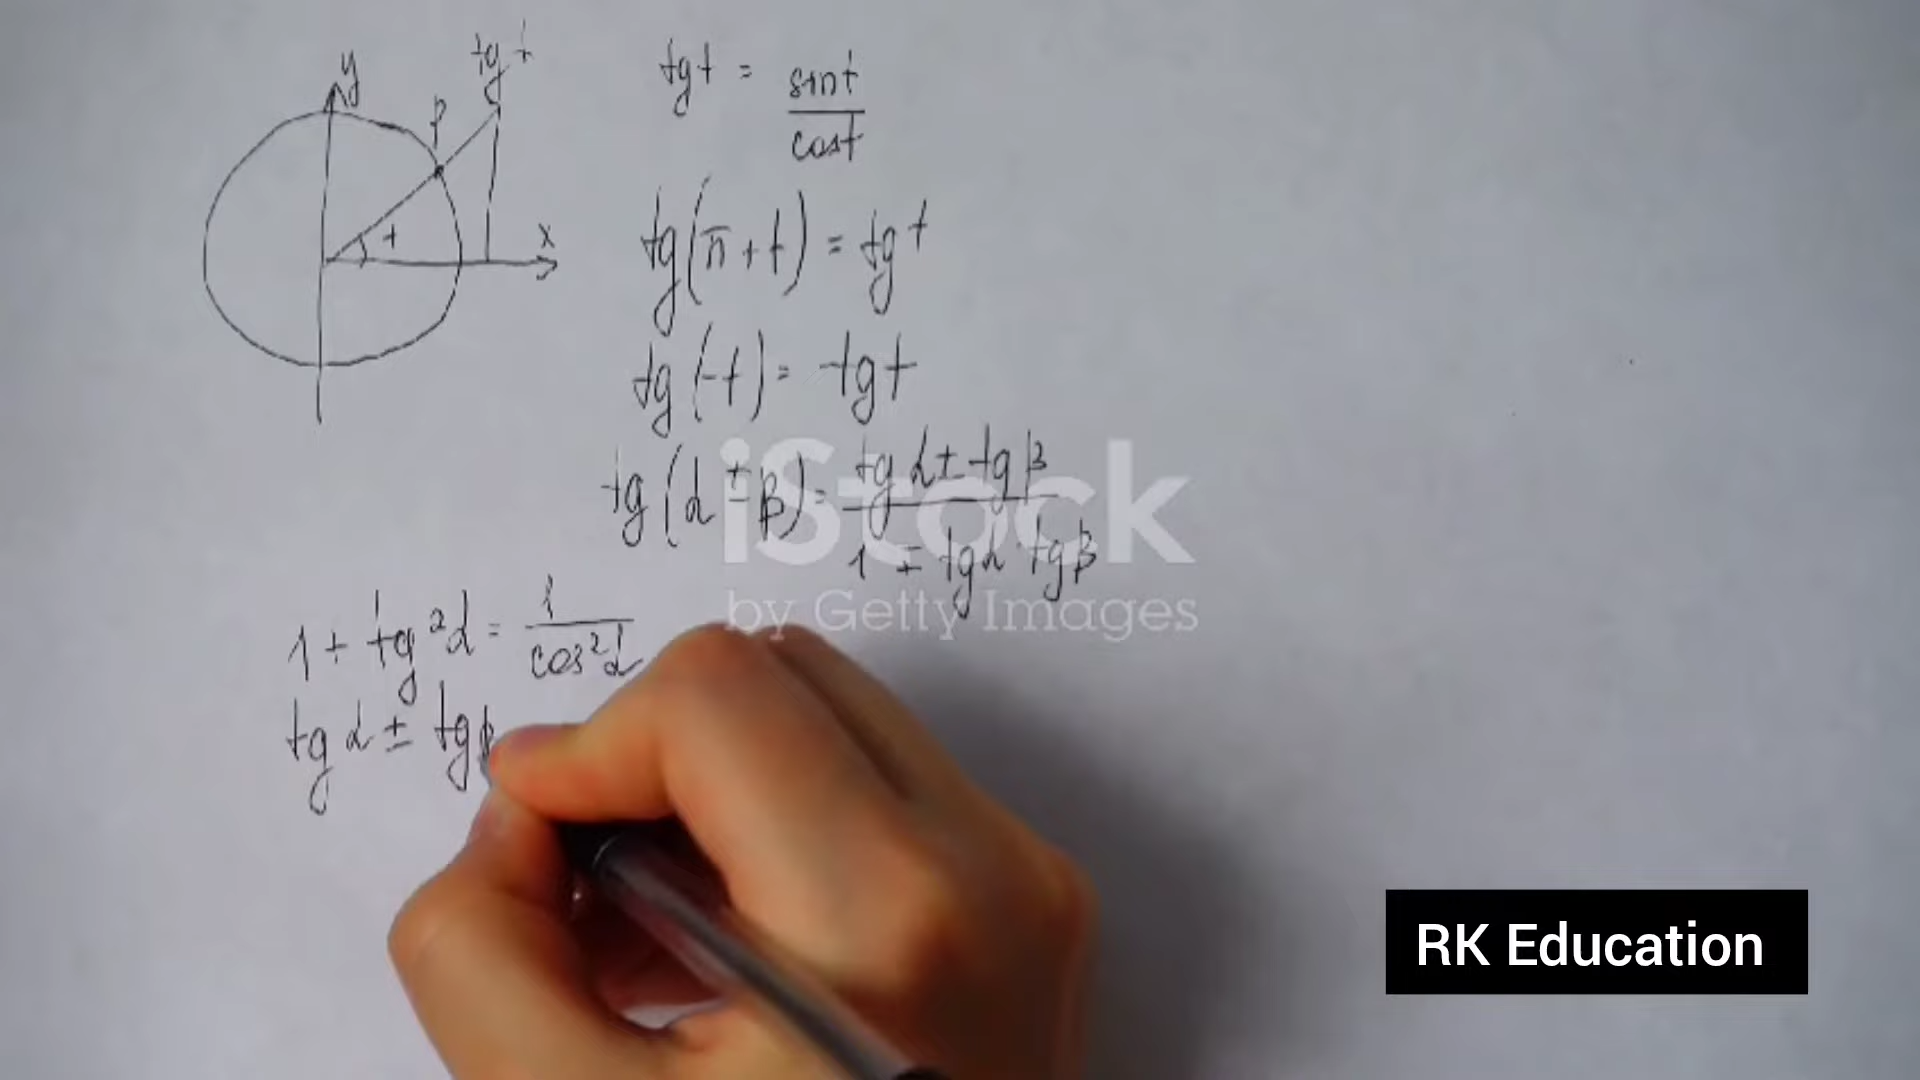 y
tg t
P
t
x
tg t = sin t / cos t
tg(π + t) = tg t
tg(-t) = -tg t
tg(α ± β) = tg α ± tg β / 1 ∓ tg α · tg β
iStock
by Getty Images
1 + tg²α = 1 / cos²α
tg α ± tg β
RK Education